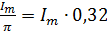 I_m/π = I_m · 0,32